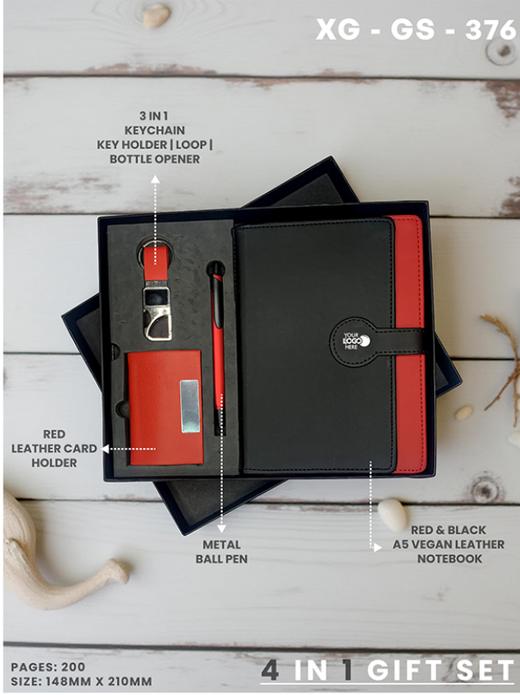 XG - GS - 376
3 IN 1
KEYCHAIN
KEY HOLDER | LOOP |
BOTTLE OPENER
YOUR
LOGO
HERE
RED
LEATHER CARD
HOLDER
METAL
BALL PEN
RED & BLACK
A5 VEGAN LEATHER
NOTEBOOK
PAGES: 200
SIZE: 148MM X 210MM
4 IN 1 GIFT SET